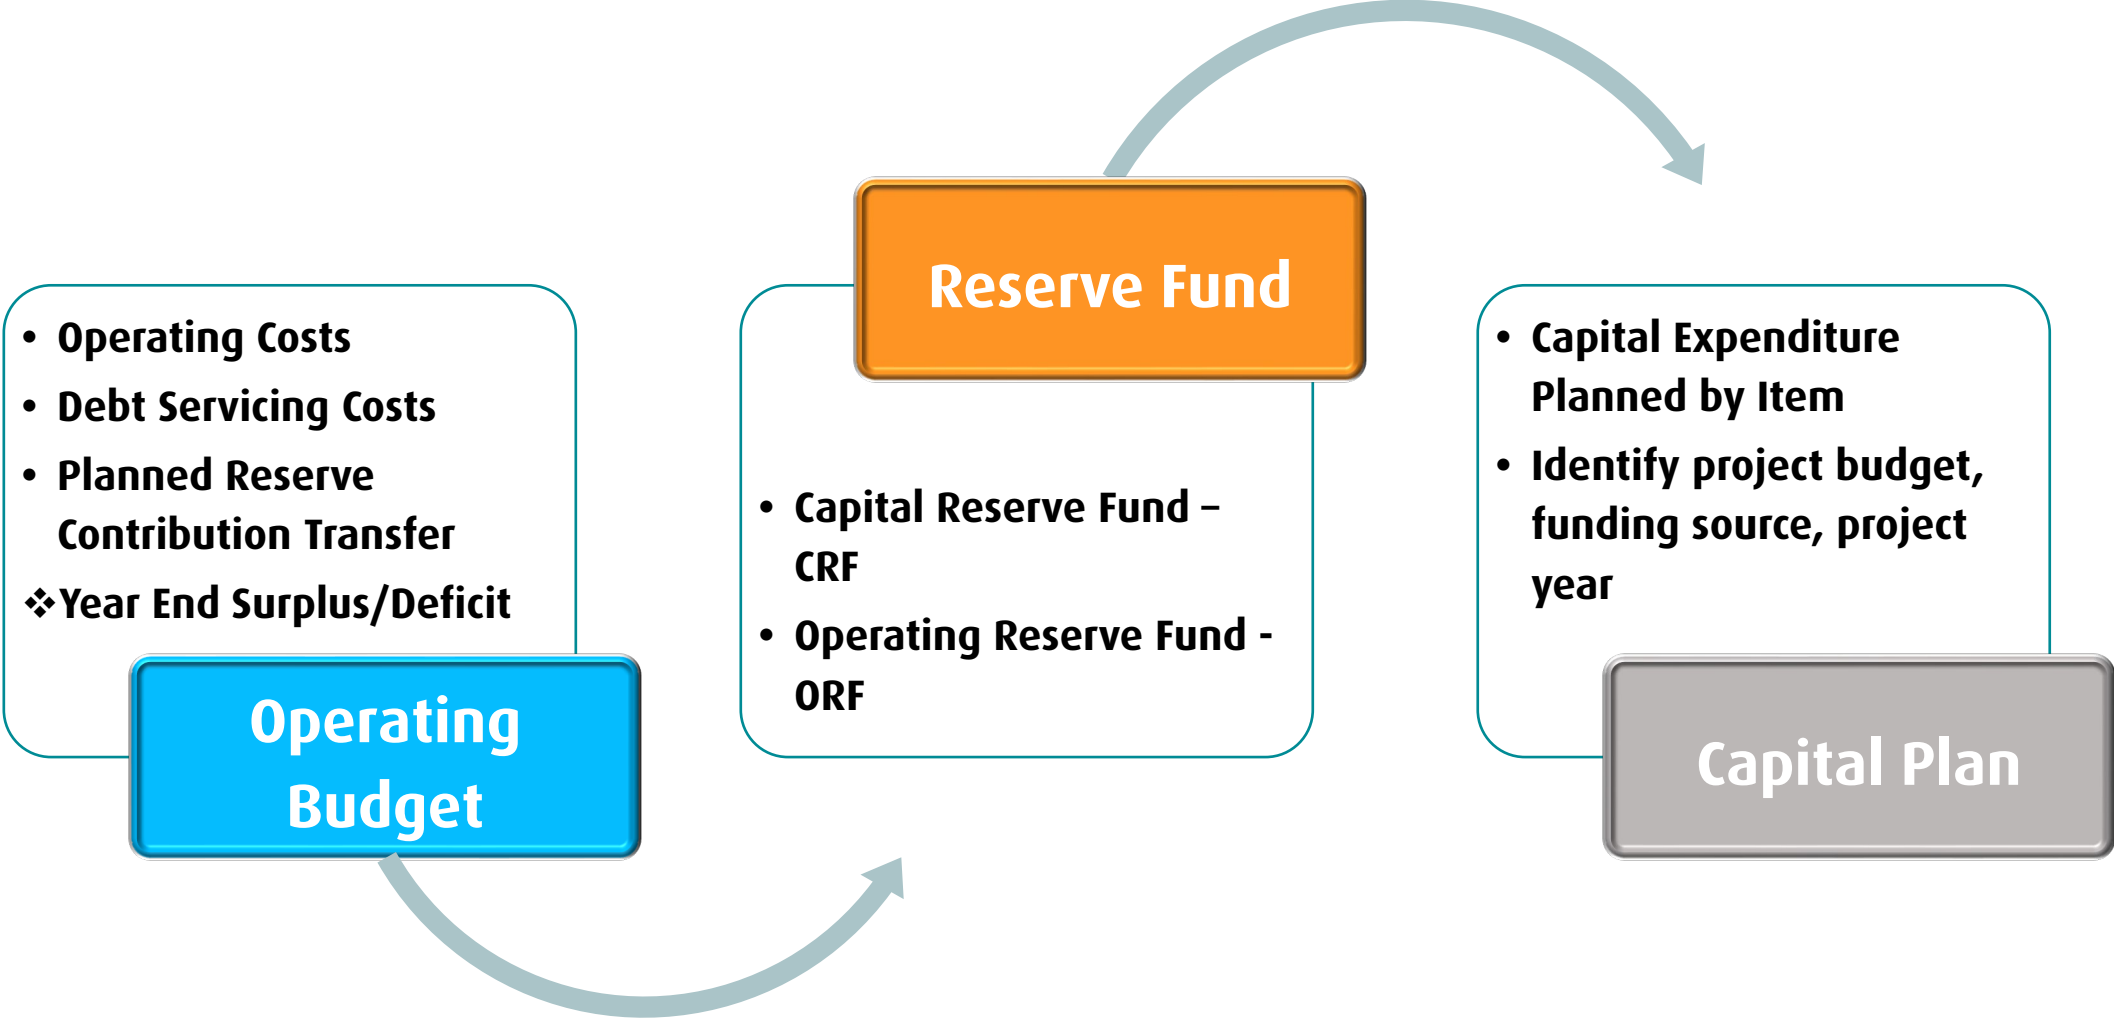 • Operating Costs
• Debt Servicing Costs
• Planned Reserve
Contribution Transfer
❖Year End Surplus/Deficit
Operating
Budget
Reserve Fund
• Capital Reserve Fund –
CRF
• Operating Reserve Fund -
ORF
• Capital Expenditure
Planned by Item
• Identify project budget,
funding source, project
year
Capital Plan